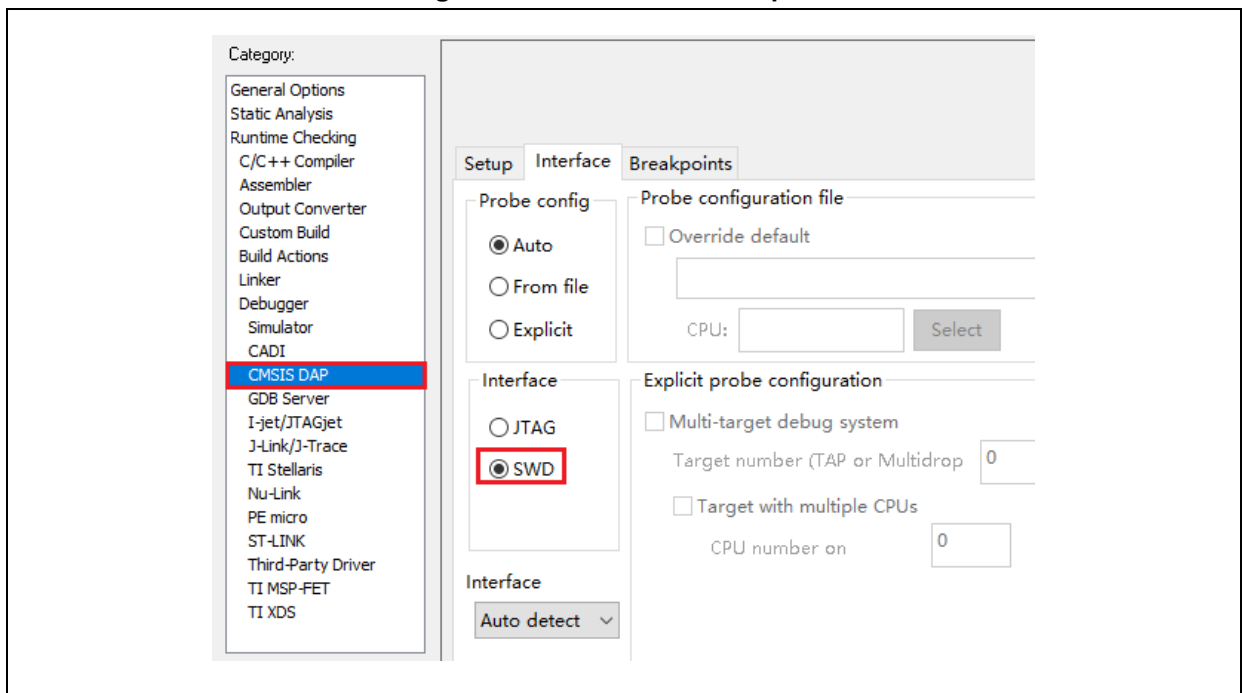 Category:
General Options
Static Analysis
Runtime Checking
C/C++ Compiler
Assembler
Output Converter
Custom Build
Build Actions
Linker
Debugger
Simulator
CADI
CMSIS DAP
GDB Server
I-jet/JTAGjet
J-Link/J-Trace
TI Stellaris
Nu-Link
PE micro
ST-LINK
Third-Party Driver
TI MSP-FET
TI XDS
Setup Interface Breakpoints
Probe config
Auto
From file
Explicit
Probe configuration file
Override default
CPU: Select
Interface
JTAG
SWD
Explicit probe configuration
Multi-target debug system
Target number (TAP or Multidrop 0
Target with multiple CPUs
CPU number on 0
Interface
Auto detect